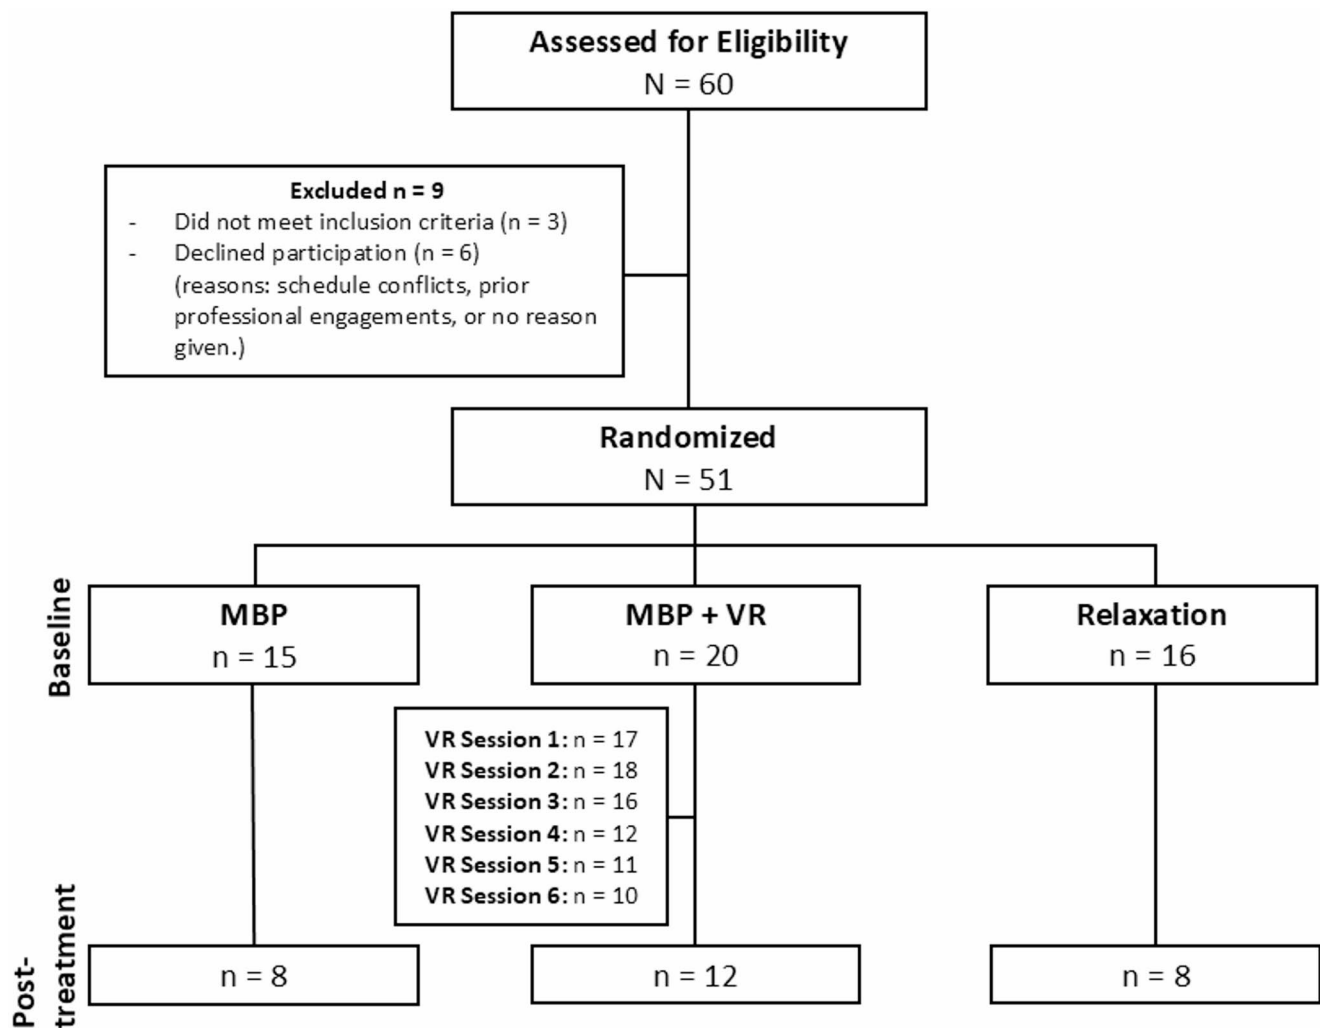 Assessed for Eligibility
N = 60
Excluded n = 9
- Did not meet inclusion criteria (n = 3)
- Declined participation (n = 6)
(reasons: schedule conflicts, prior
professional engagements, or no reason
given.)
Randomized
N = 51
Baseline
MBP
n = 15
MBP + VR
n = 20
Relaxation
n = 16
VR Session 1: n = 17
VR Session 2: n = 18
VR Session 3: n = 16
VR Session 4: n = 12
VR Session 5: n = 11
VR Session 6: n = 10
Post-
treatment
n = 8
n = 12
n = 8